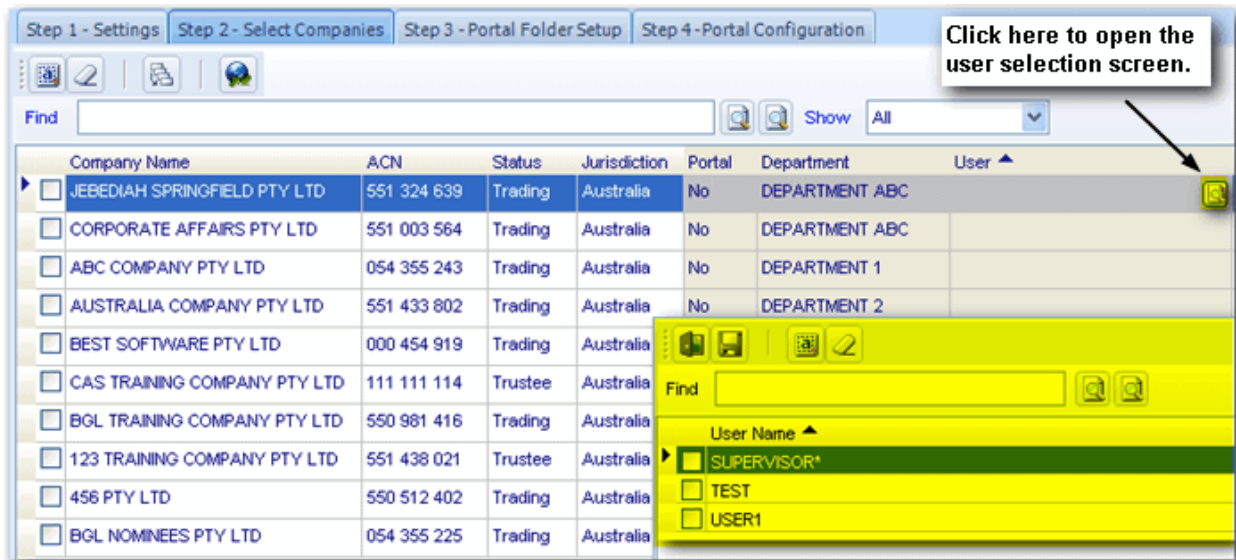 Step 1 - Settings Step 2 - Select Companies Step 3 - Portal Folder Setup Step 4 - Portal Configuration
Click here to open the
user selection screen.
Find Show All
Company Name ACN Status Jurisdiction Portal Department User
JEBEDIAH SPRINGFIELD PTY LTD 551 324 639 Trading Australia No DEPARTMENT ABC
CORPORATE AFFAIRS PTY LTD 551 003 564 Trading Australia No DEPARTMENT ABC
ABC COMPANY PTY LTD 054 355 243 Trading Australia No DEPARTMENT 1
AUSTRALIA COMPANY PTY LTD 551 433 802 Trading Australia No DEPARTMENT 2
BEST SOFTWARE PTY LTD 000 454 919 Trading Australia
CAS TRAINING COMPANY PTY LTD 111 111 114 Trustee Australia
BGL TRAINING COMPANY PTY LTD 550 981 416 Trading Australia
123 TRAINING COMPANY PTY LTD 551 438 021 Trustee Australia
456 PTY LTD 550 512 402 Trading Australia
BGL NOMINEES PTY LTD 054 355 225 Trading Australia
Find
User Name
SUPERVISOR*
TEST
USER1